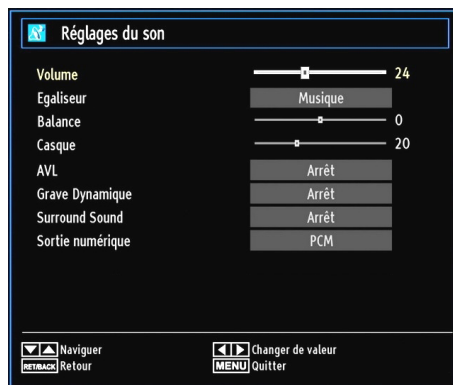 Réglages du son
Volume 24
Egaliseur Musique
Balance 0
Casque 20
AVL Arrêt
Grave Dynamique Arrêt
Surround Sound Arrêt
Sortie numérique PCM
Naviguer Changer de valeur
RET/BACK Retour MENU Quitter